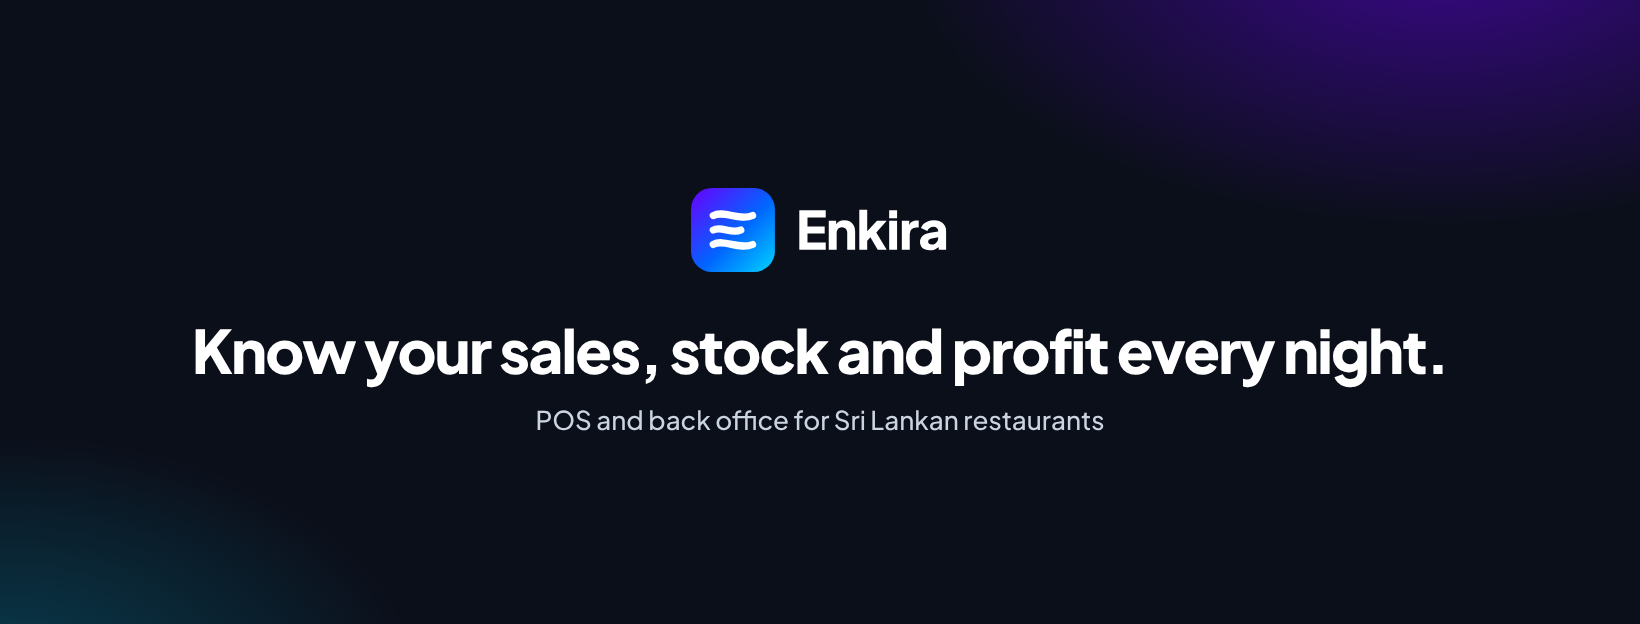 Enkira
Know your sales, stock and profit every night.
POS and back office for Sri Lankan restaurants